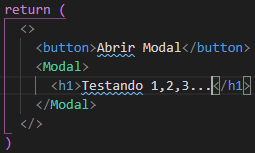 return (
<>
<button>Abrir Modal</button>
<Modal>
<h1>Testando 1,2,3...</h1>
</Modal>
</>
)